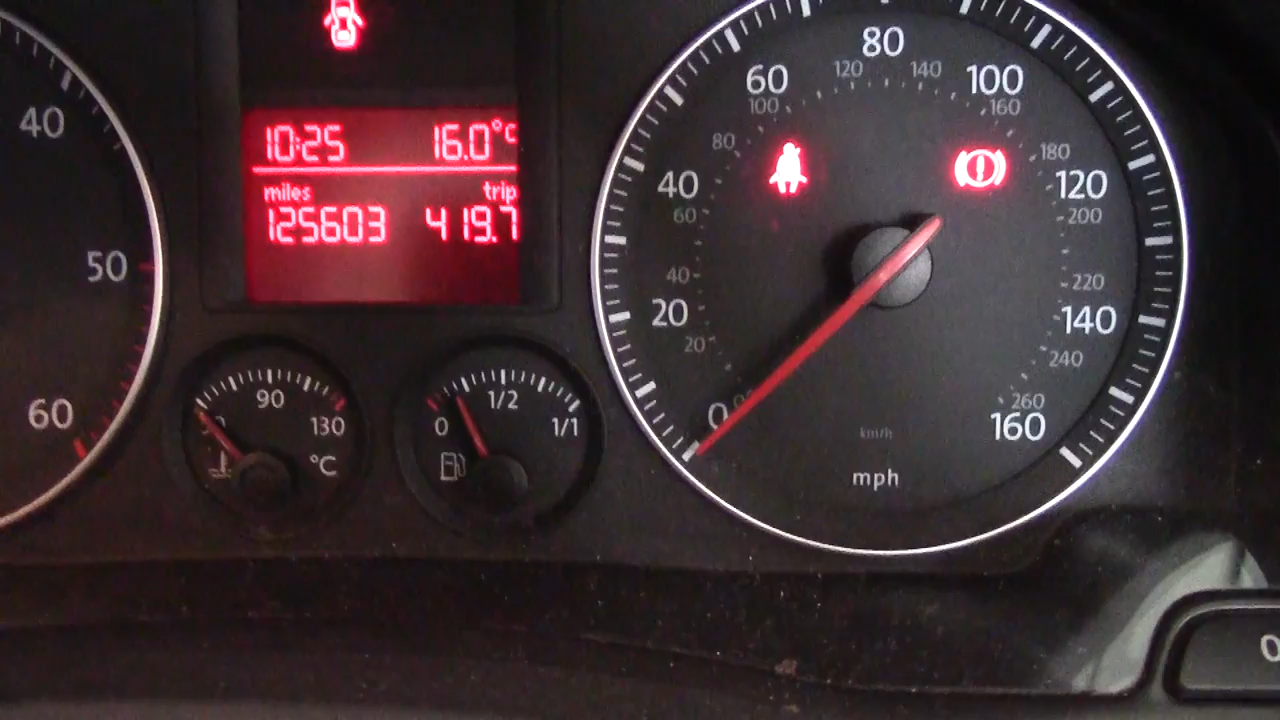 40
50
60
10:25 16.0°C
miles trip
125603 419.7
90
130
°C
0 1/2 1/1
0 20 40 60 80 100 120 140 160
20 40 60 80 100 120 140 160 180 200 220 240 260
km/h
mph
0